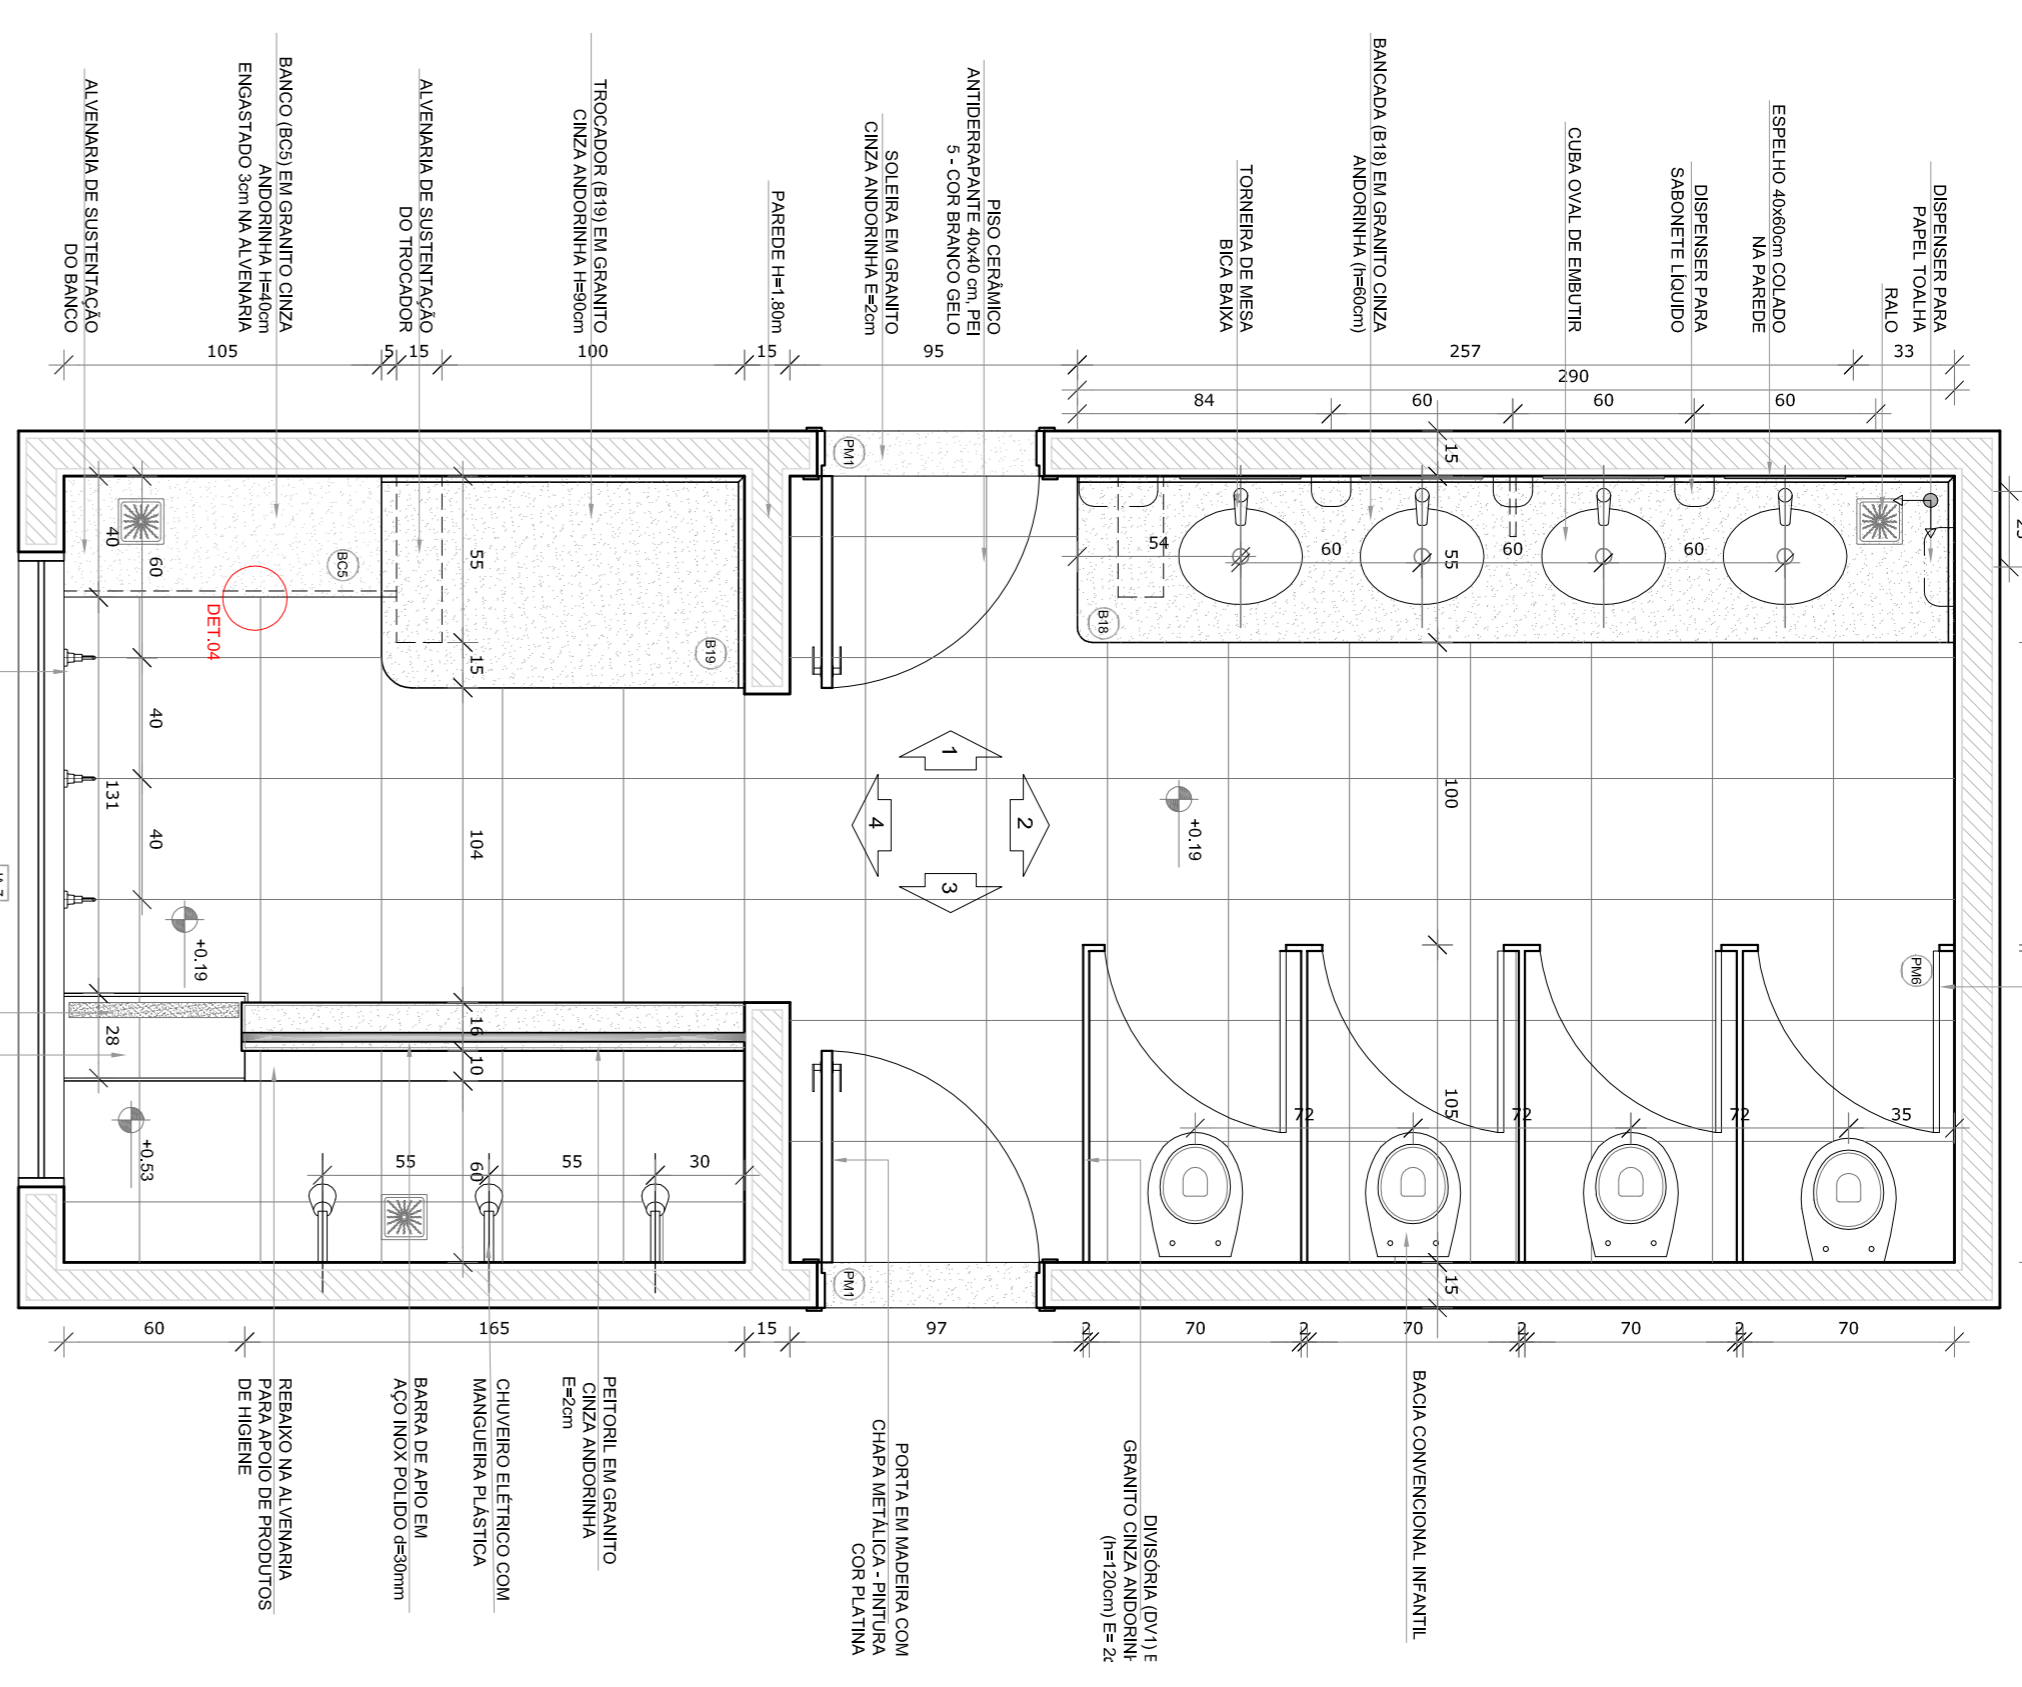 DISPENSER PARA
PAPEL TOALHA
RALO
ESPELHO 40x60cm COLADO
NA PAREDE
DISPENSER PARA
SABONETE LÍQUIDO
CUBA OVAL DE EMBUTIR
BANCADA (B18) EM GRANITO CINZA
ANDORINHA (h=60cm)
TORNEIRA DE MESA
BICA BAIXA
PISO CERÂMICO
ANTIDERRAPANTE 40x40 cm, PEI
5 - COR BRANCO GELO
SOLEIRA EM GRANITO
CINZA ANDORINHA E=2cm
PAREDE H=1.80m
TROCADOR (B19) EM GRANITO
CINZA ANDORINHA H=90cm
ALVENARIA DE SUSTENTAÇÃO
DO TROCADOR
BANCO (BC5) EM GRANITO CINZA
ANDORINHA H=40cm
ENGASTADO 3cm NA ALVENARIA
ALVENARIA DE SUSTENTAÇÃO
DO BANCO
105
5
15
100
15
95
257
33
290
84
60
60
60
PM1
15
40
60
BC5
55
15
B19
DET.04
54
60
60
60
55
B18
40
40
131
104
100
1
2
3
4
+0.19
+0.19
PM6
28
16
10
105
72
72
72
35
+0.53
55
60
55
30
PM1
15
60
165
15
97
2
70
2
70
2
70
2
70
BACIA CONVENCIONAL INFANTIL
DIVISÓRIA (DV1) E
GRANITO CINZA ANDORINH
(h=120cm) E= 2c
PORTA EM MADEIRA COM
CHAPA METÁLICA - PINTURA
COR PLATINA
PEITORIL EM GRANITO
CINZA ANDORINHA
E=2cm
CHUVEIRO ELÉTRICO COM
MANGUEIRA PLÁSTICA
BARRA DE APIO EM
AÇO INOX POLIDO d=30mm
REBAIXO NA ALVENARIA
PARA APOIO DE PRODUTOS
DE HIGIENE